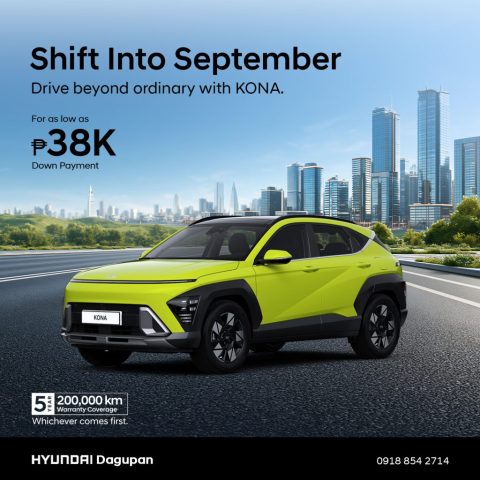 Shift Into September
Drive beyond ordinary with KONA.
For as low as
₱38K
Down Payment
KONA
5 YEARS 200,000 km
Warranty Coverage
Whichever comes first.
HYUNDAI Dagupan
0918 854 2714